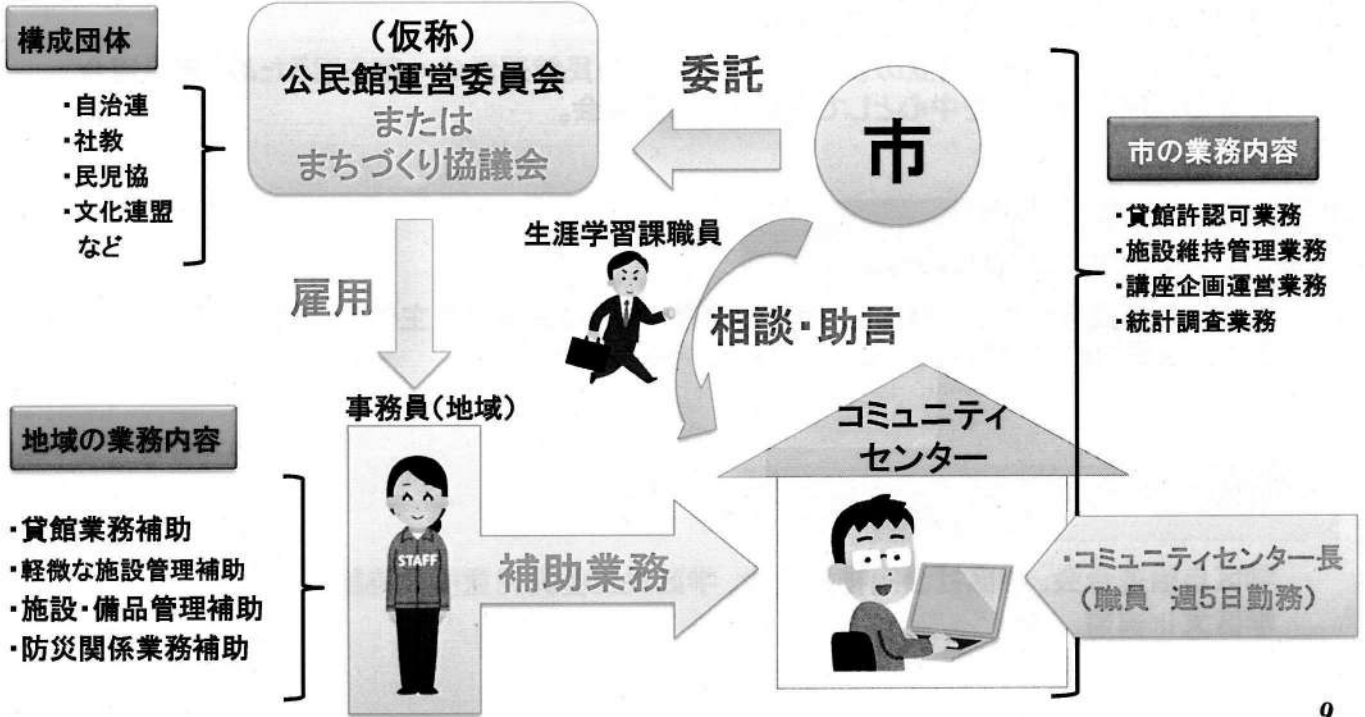 構成団体
・自治連
・社教
・民児協
・文化連盟
など
(仮称)
公民館運営委員会
または
まちづくり協議会
委託
市
市の業務内容
・貸館許認可業務
・施設維持管理業務
・講座企画運営業務
・統計調査業務
生涯学習課職員
雇用
相談・助言
事務員(地域)
地域の業務内容
・貸館業務補助
・軽微な施設管理補助
・施設・備品管理補助
・防災関係業務補助
STAFF
補助業務
コミュニティ
センター
・コミュニティセンター長
(職員 週5日勤務)
9